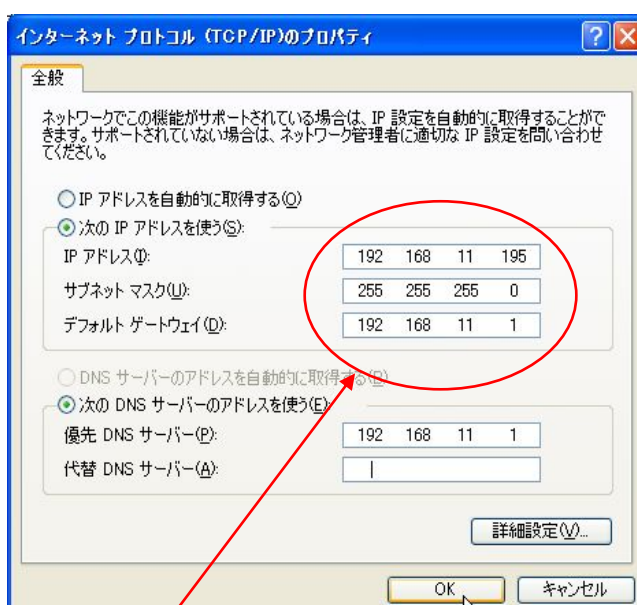 インターネット プロトコル (TCP/IP)のプロパティ
全般
ネットワークでこの機能がサポートされている場合は、IP 設定を自動的に取得することがで
きます。サポートされていない場合は、ネットワーク管理者に適切な IP 設定を問い合わせ
てください。
IP アドレスを自動的に取得する(O)
次の IP アドレスを使う(S):
IP アドレス(I): 192 168 11 195
サブネット マスク(U): 255 255 255 0
デフォルト ゲートウェイ(D): 192 168 11 1
DNS サーバーのアドレスを自動的に取得する(B)
次の DNS サーバーのアドレスを使う(E):
優先 DNS サーバー(P): 192 168 11 1
代替 DNS サーバー(A):
詳細設定(V)...
OK キャンセル